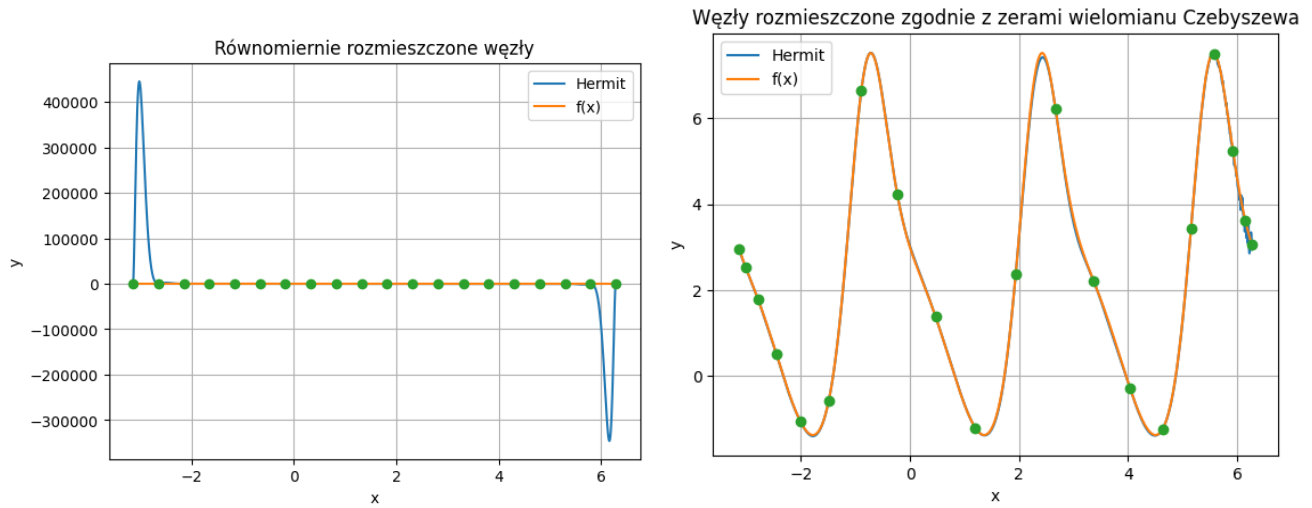 Równomiernie rozmieszczone węzły
Hermit
f(x)
400000
300000
200000
100000
0
−100000
−200000
−300000
y
−2
0
2
4
6
x
Węzły rozmieszczone zgodnie z zerami wielomianu Czebyszewa
Hermit
f(x)
6
4
2
0
y
−2
0
2
4
6
x